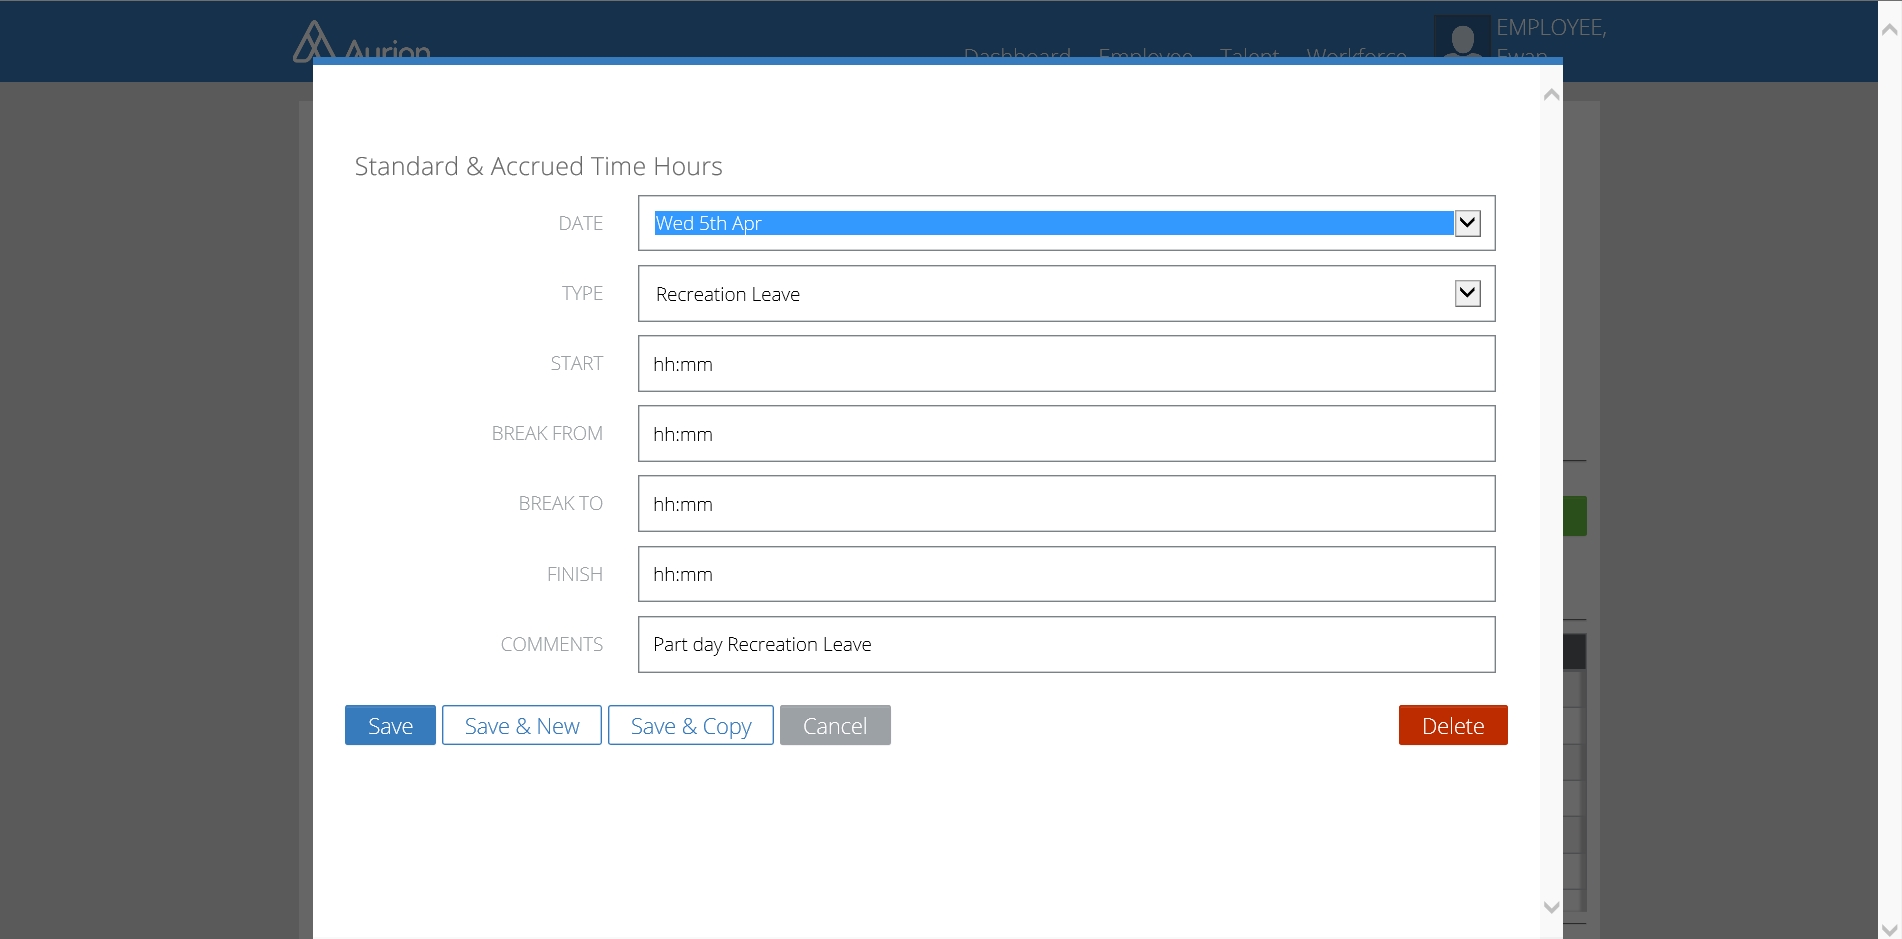 Aurion
Dashboard Employee Talent Workforce
EMPLOYEE,
Ewan
Standard & Accrued Time Hours
DATE
Wed 5th Apr
TYPE
Recreation Leave
START
hh:mm
BREAK FROM
hh:mm
BREAK TO
hh:mm
FINISH
hh:mm
COMMENTS
Part day Recreation Leave
Save
Save & New
Save & Copy
Cancel
Delete